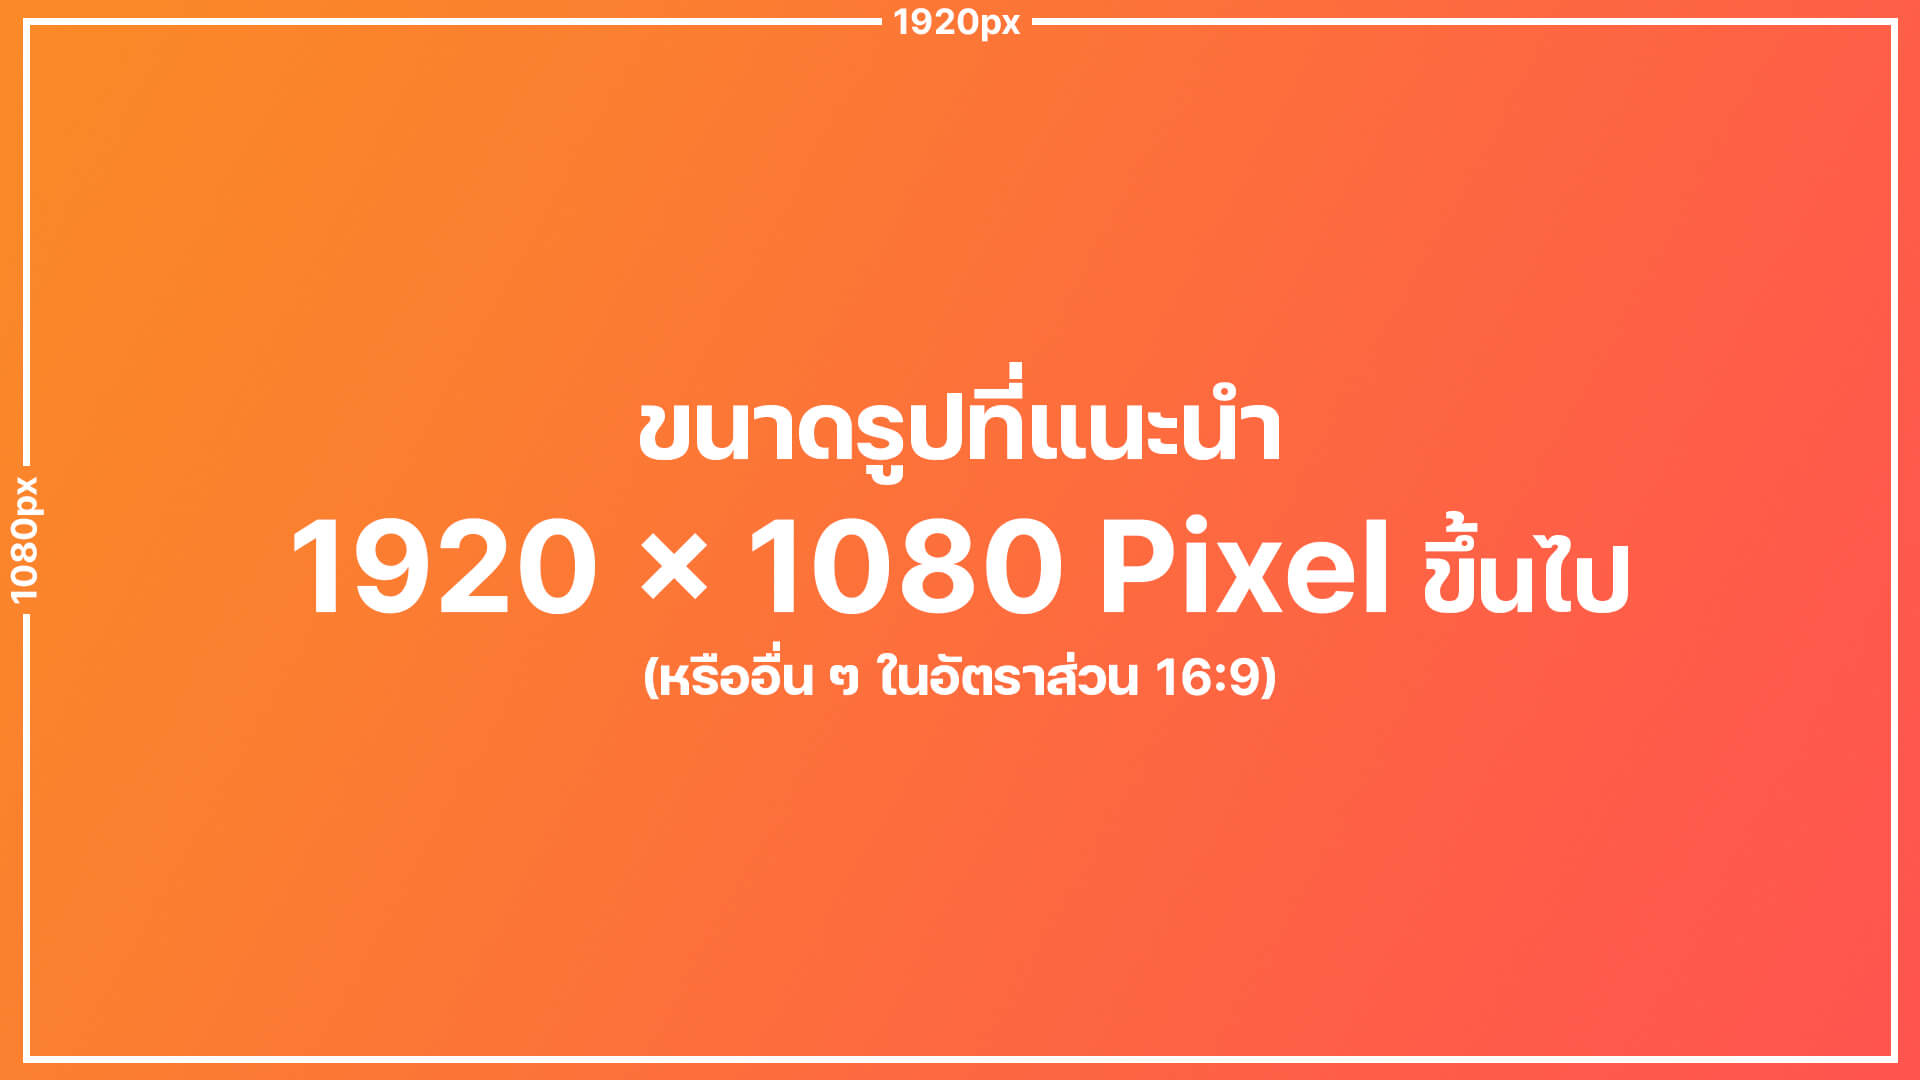 1920px
1080px
ขนาดรูปที่แนะนำ
1920 × 1080 Pixel ขึ้นไป
(หรืออื่น ๆ ในอัตราส่วน 16:9)